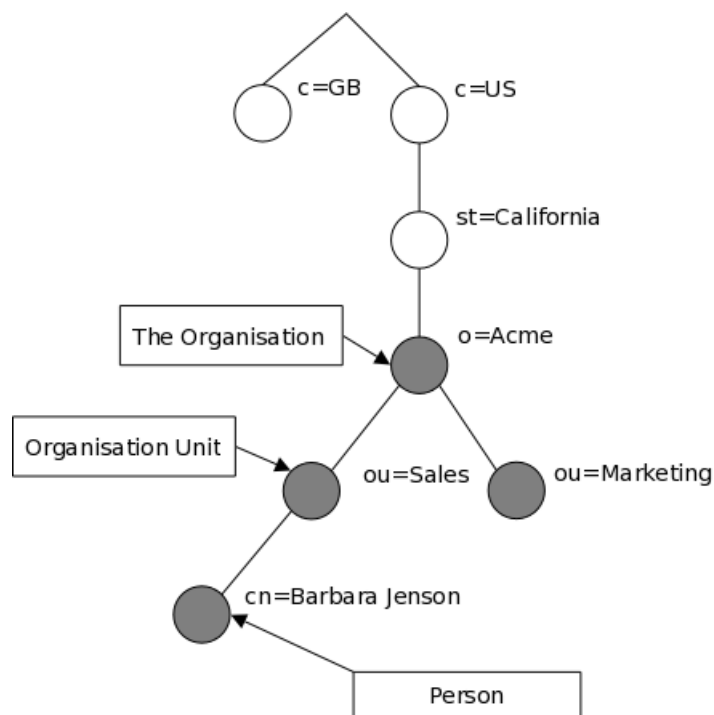 c=GB
c=US
st=California
The Organisation
o=Acme
Organisation Unit
ou=Sales
ou=Marketing
cn=Barbara Jenson
Person